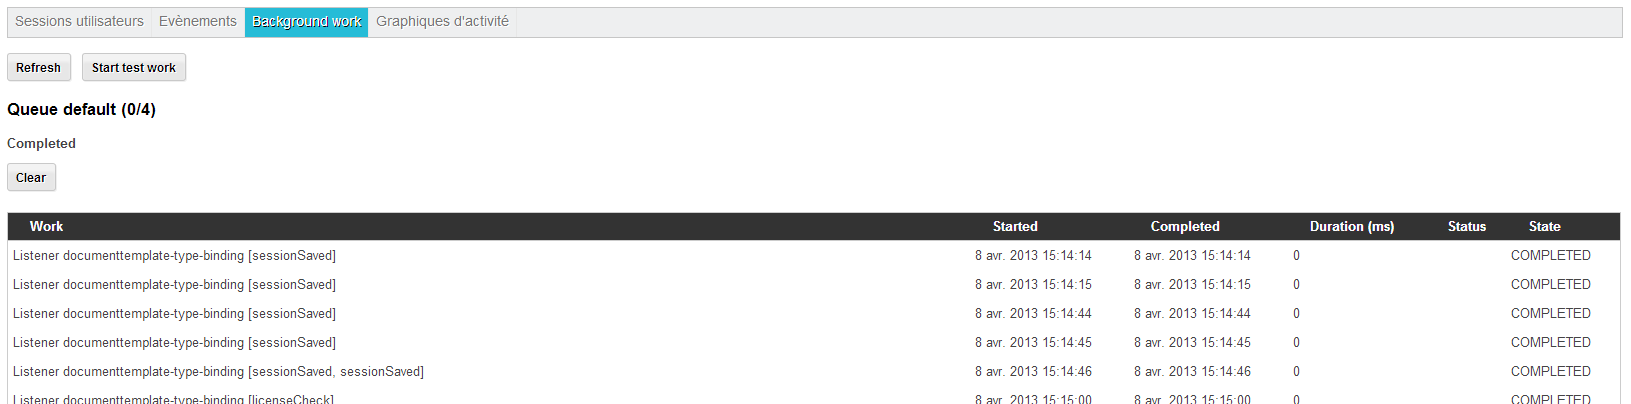 Sessions utilisateurs Evènements Background work Graphiques d'activité
Refresh Start test work
Queue default (0/4)
Completed
Clear
Work Started Completed Duration (ms) Status State
Listener documenttemplate-type-binding [sessionSaved] 8 avr. 2013 15:14:14 8 avr. 2013 15:14:14 0 COMPLETED
Listener documenttemplate-type-binding [sessionSaved] 8 avr. 2013 15:14:15 8 avr. 2013 15:14:15 0 COMPLETED
Listener documenttemplate-type-binding [sessionSaved] 8 avr. 2013 15:14:44 8 avr. 2013 15:14:44 0 COMPLETED
Listener documenttemplate-type-binding [sessionSaved] 8 avr. 2013 15:14:45 8 avr. 2013 15:14:45 0 COMPLETED
Listener documenttemplate-type-binding [sessionSaved, sessionSaved] 8 avr. 2013 15:14:46 8 avr. 2013 15:14:46 0 COMPLETED
Listener documenttemplate-type-binding [licenseCheck] 8 avr. 2013 15:15:00 8 avr. 2013 15:15:00 0 COMPLETED